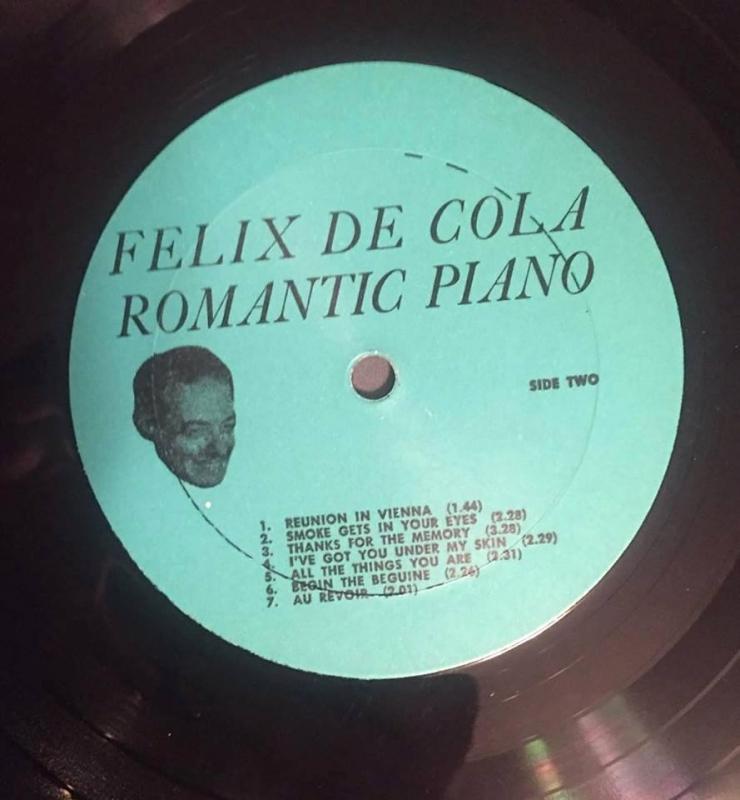 FELIX DE COLA
ROMANTIC PIANO
SIDE TWO
1. REUNION IN VIENNA (1.44)
2. SMOKE GETS IN YOUR EYES (2.28)
3. THANKS FOR THE MEMORY (3.28)
4. I'VE GOT YOU UNDER MY SKIN (2.29)
5. ALL THE THINGS YOU ARE (2.31)
6. BEGIN THE BEGUINE (2.26)
7. AU REVOIR (2.01)